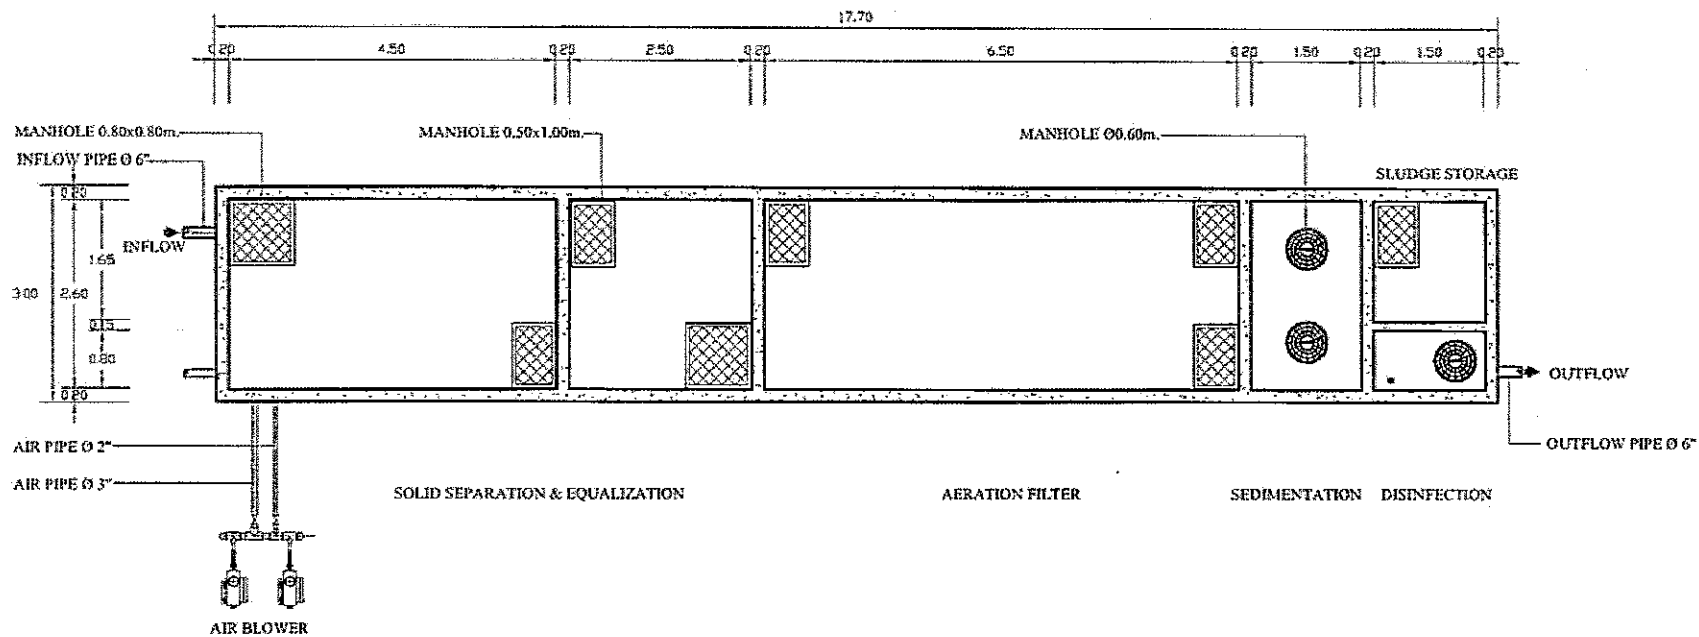 17.70
0.20 4.50 0.20 2.50 0.20 6.50 0.20 1.50 0.20 1.50 0.20
MANHOLE 0.80x0.80m. MANHOLE 0.50x1.00m. MANHOLE Ø0.60m.
INFLOW PIPE Ø 6"
SLUDGE STORAGE
0.20
INFLOW
1.65
3.00 2.60
0.15
0.80
0.20
OUTFLOW
AIR PIPE Ø 2"
OUTFLOW PIPE Ø 6"
AIR PIPE Ø 3"
SOLID SEPARATION & EQUALIZATION AERATION FILTER SEDIMENTATION DISINFECTION
AIR BLOWER